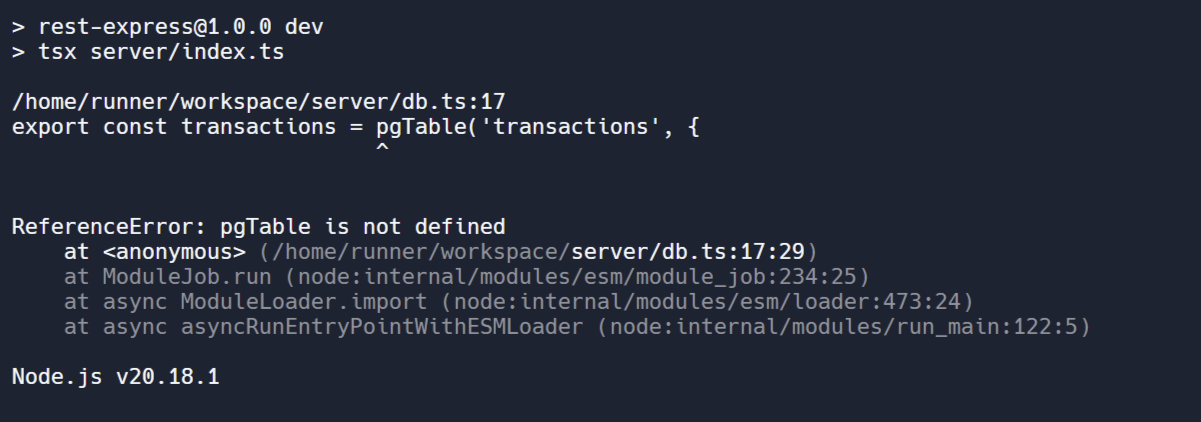 > rest-express@1.0.0 dev
> tsx server/index.ts
/home/runner/workspace/server/db.ts:17
export const transactions = pgTable('transactions', {
^
ReferenceError: pgTable is not defined
at <anonymous> (/home/runner/workspace/server/db.ts:17:29)
at ModuleJob.run (node:internal/modules/esm/module_job:234:25)
at async ModuleLoader.import (node:internal/modules/esm/loader:473:24)
at async asyncRunEntryPointWithESMLoader (node:internal/modules/run_main:122:5)
Node.js v20.18.1